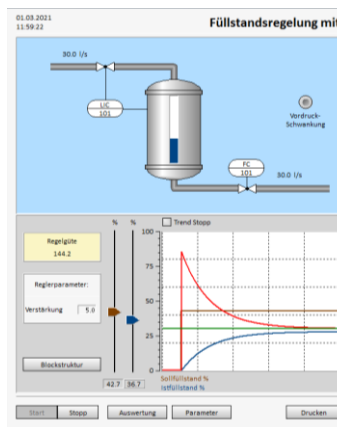 01.03.2021
11:59:22
Füllstandsregelung mit
30.0 l/s
LIC
101
Vordruck-
Schwankung
FC
101
30.0 l/s
% %
Trend Stopp
Regelgüte
144.2
Reglerparameter:
Verstärkung 5.0
Blockstruktur
100
75
50
25
0
42.7 36.7
Sollfüllstand %
Istfüllstand %
Start Stopp Auswertung Parameter Drucken